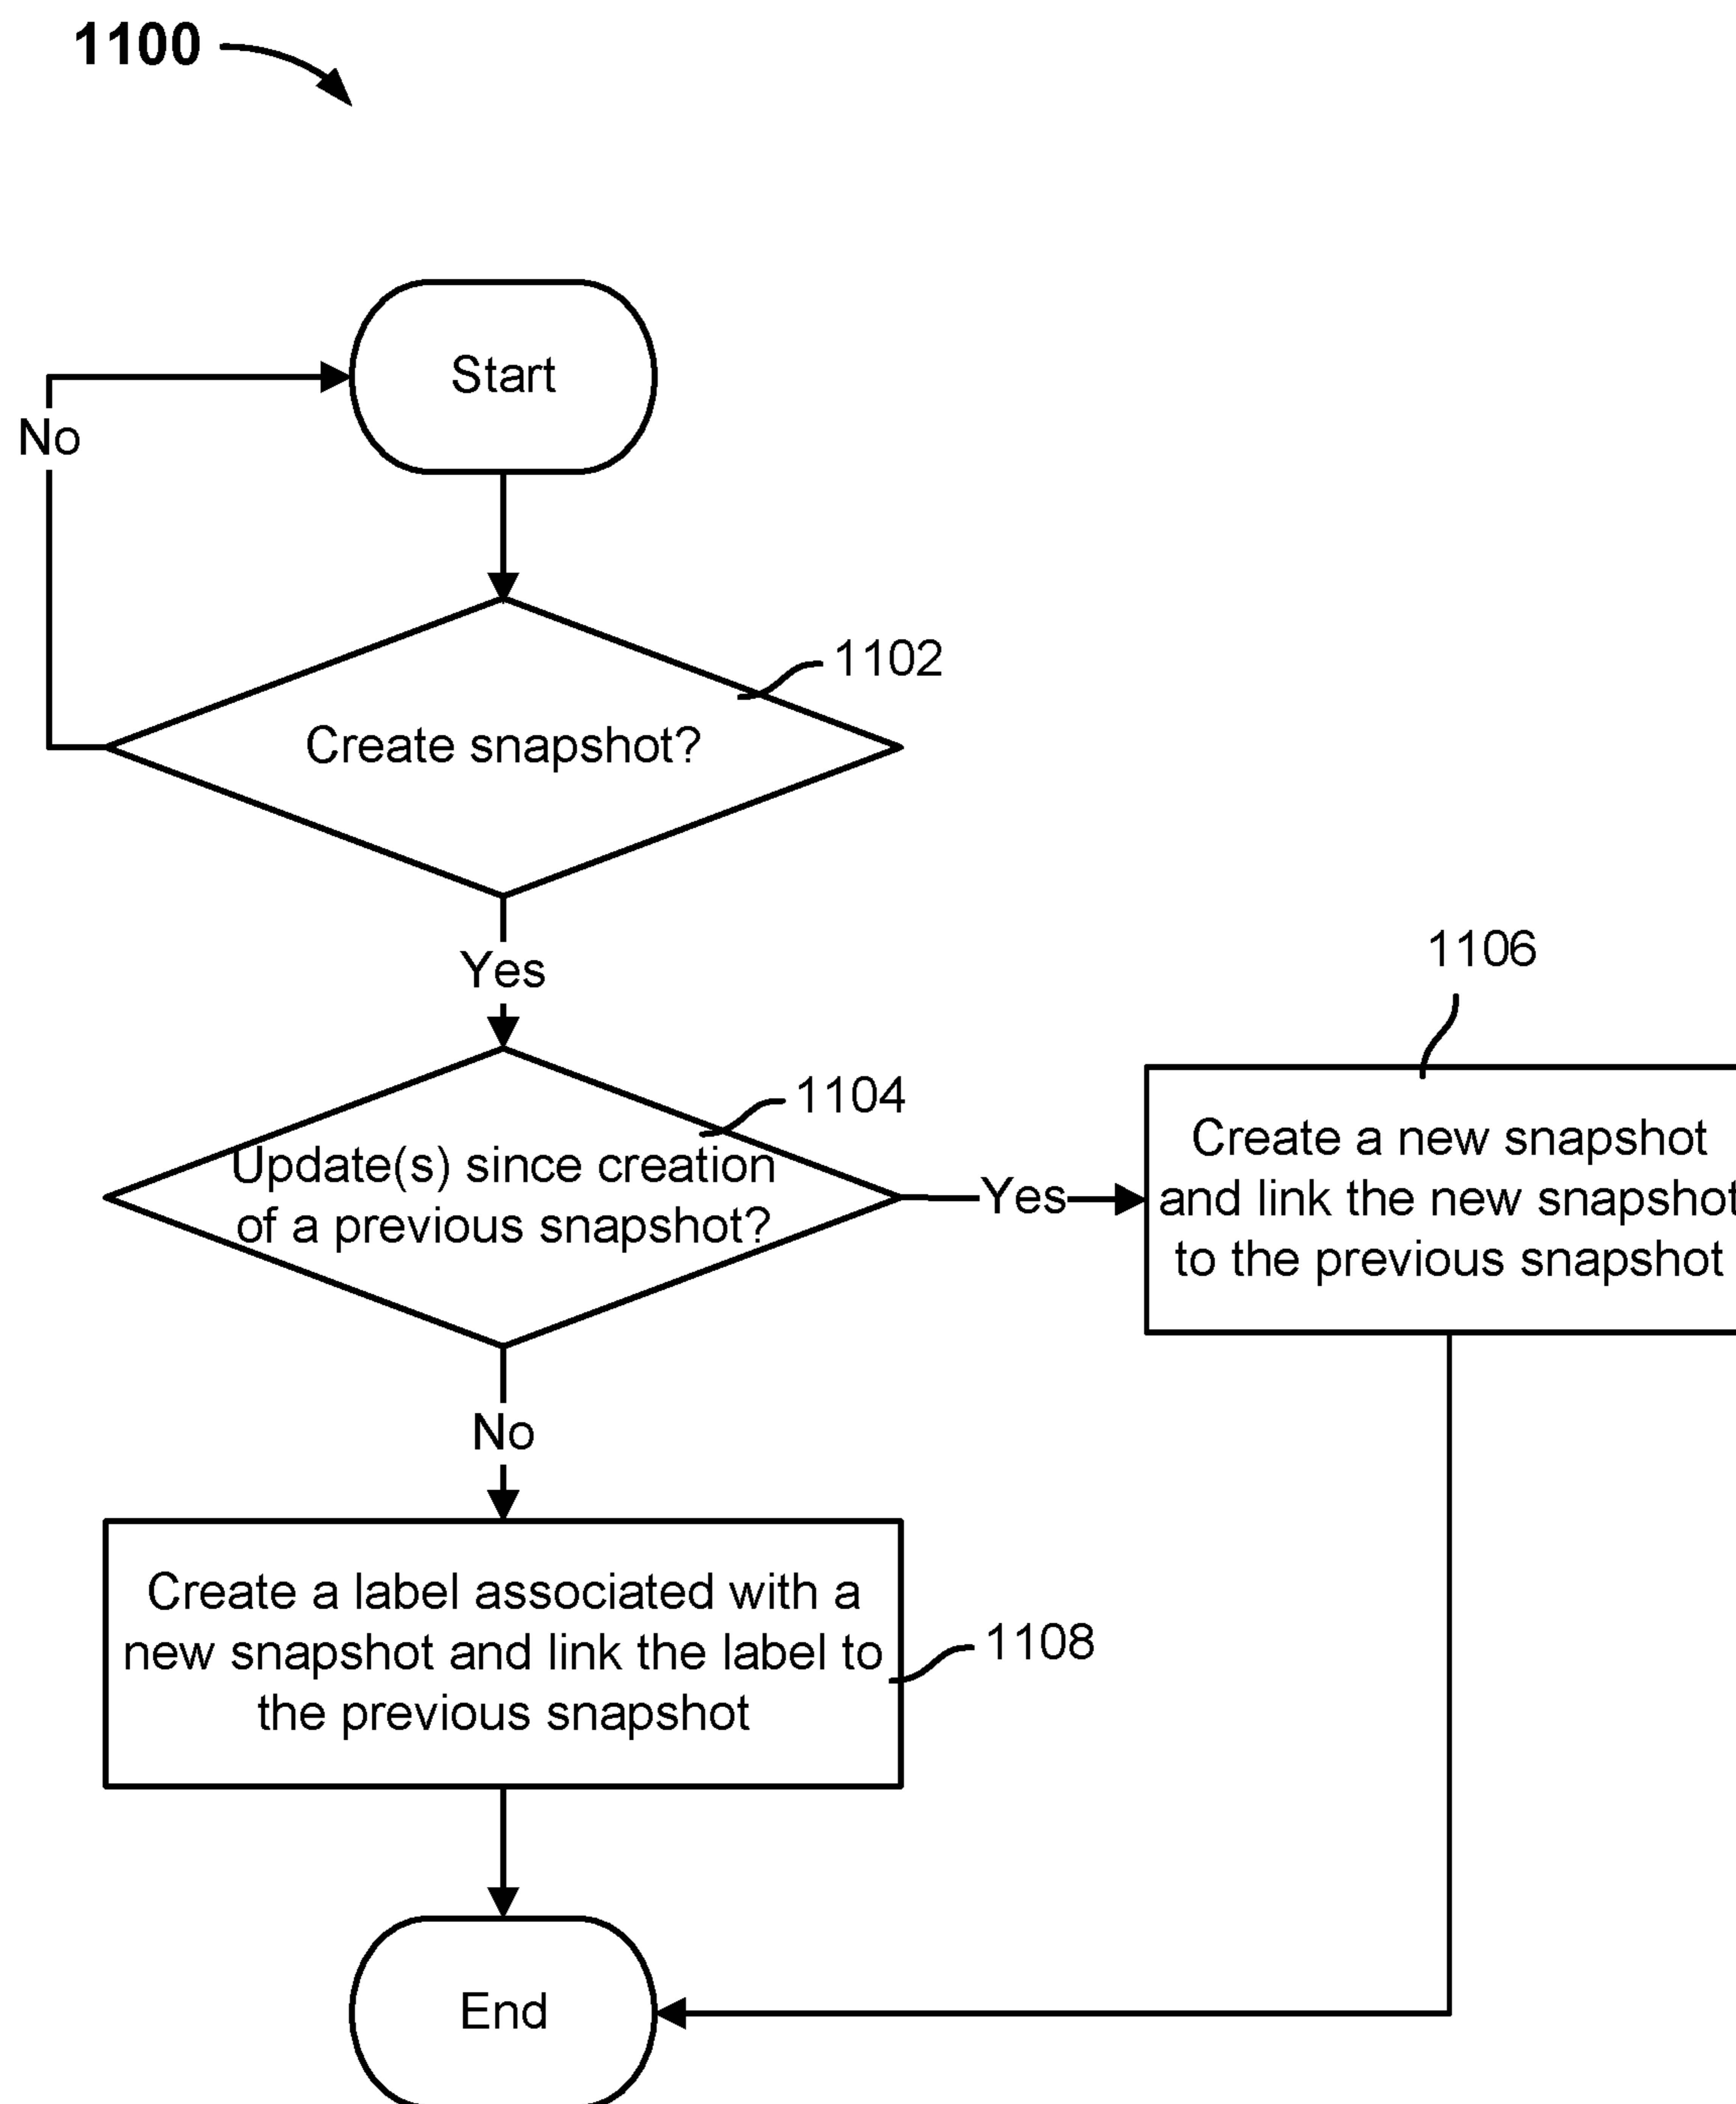 1100
Start
No
1102
Create snapshot?
Yes
1106
1104
Update(s) since creation
of a previous snapshot?
Yes
Create a new snapshot
and link the new snapshot
to the previous snapshot
No
Create a label associated with a
new snapshot and link the label to
the previous snapshot
1108
End